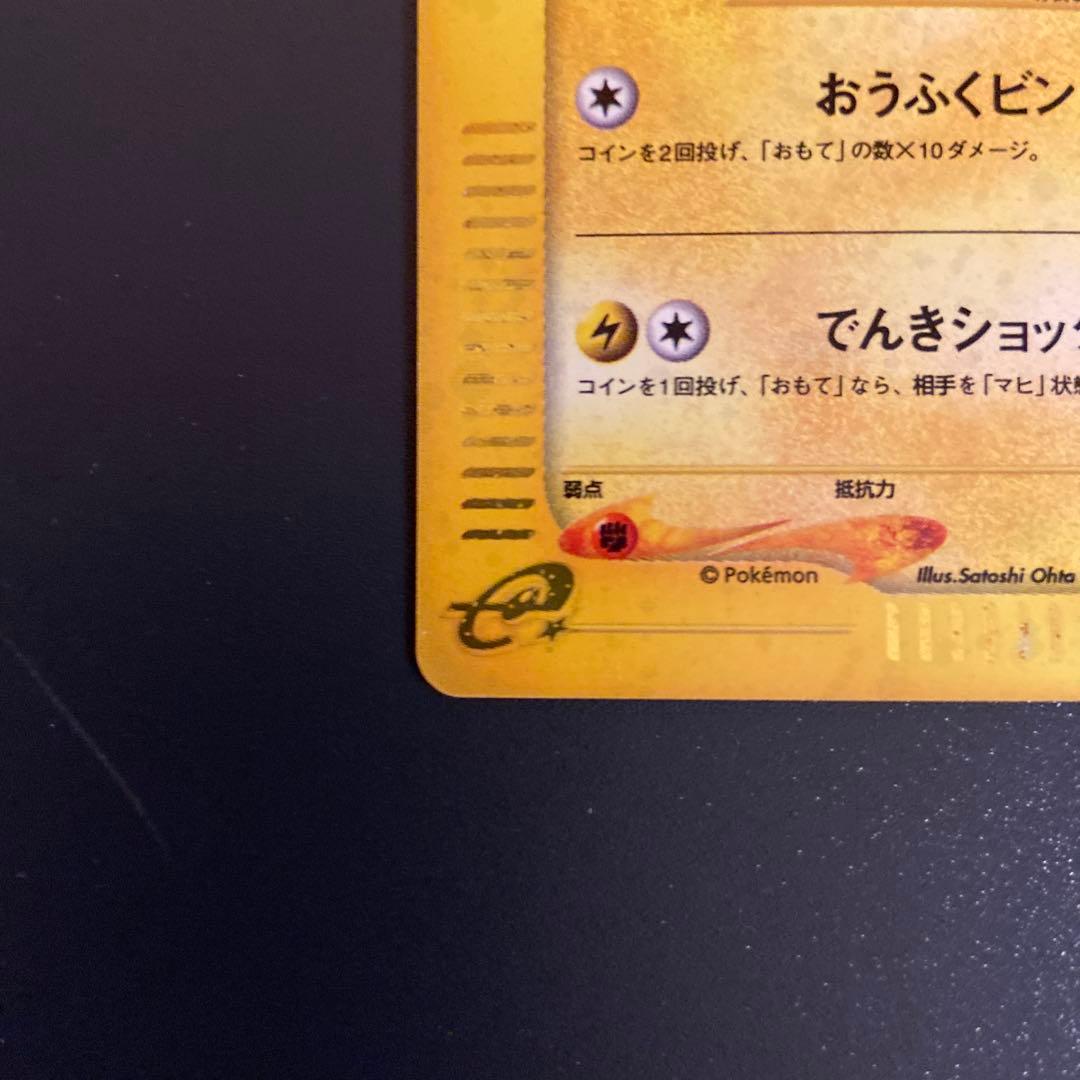 おうふくビン
コインを2回投げ、「おもて」の数×10ダメージ。
でんきショッ
コインを1回投げ、「おもて」なら、相手を「マヒ」状
弱点 抵抗力
© Pokémon Illus.Satoshi Ohta
e